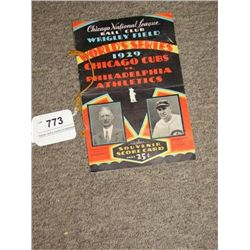 Chicago National League
BALL CLUB
WRIGLEY FIELD
WORLD'S SERIES
1929
CHICAGO CUBS
VS.
PHILADELPHIA
ATHLETICS
SOUVENIR
SCORE CARD
25¢
773